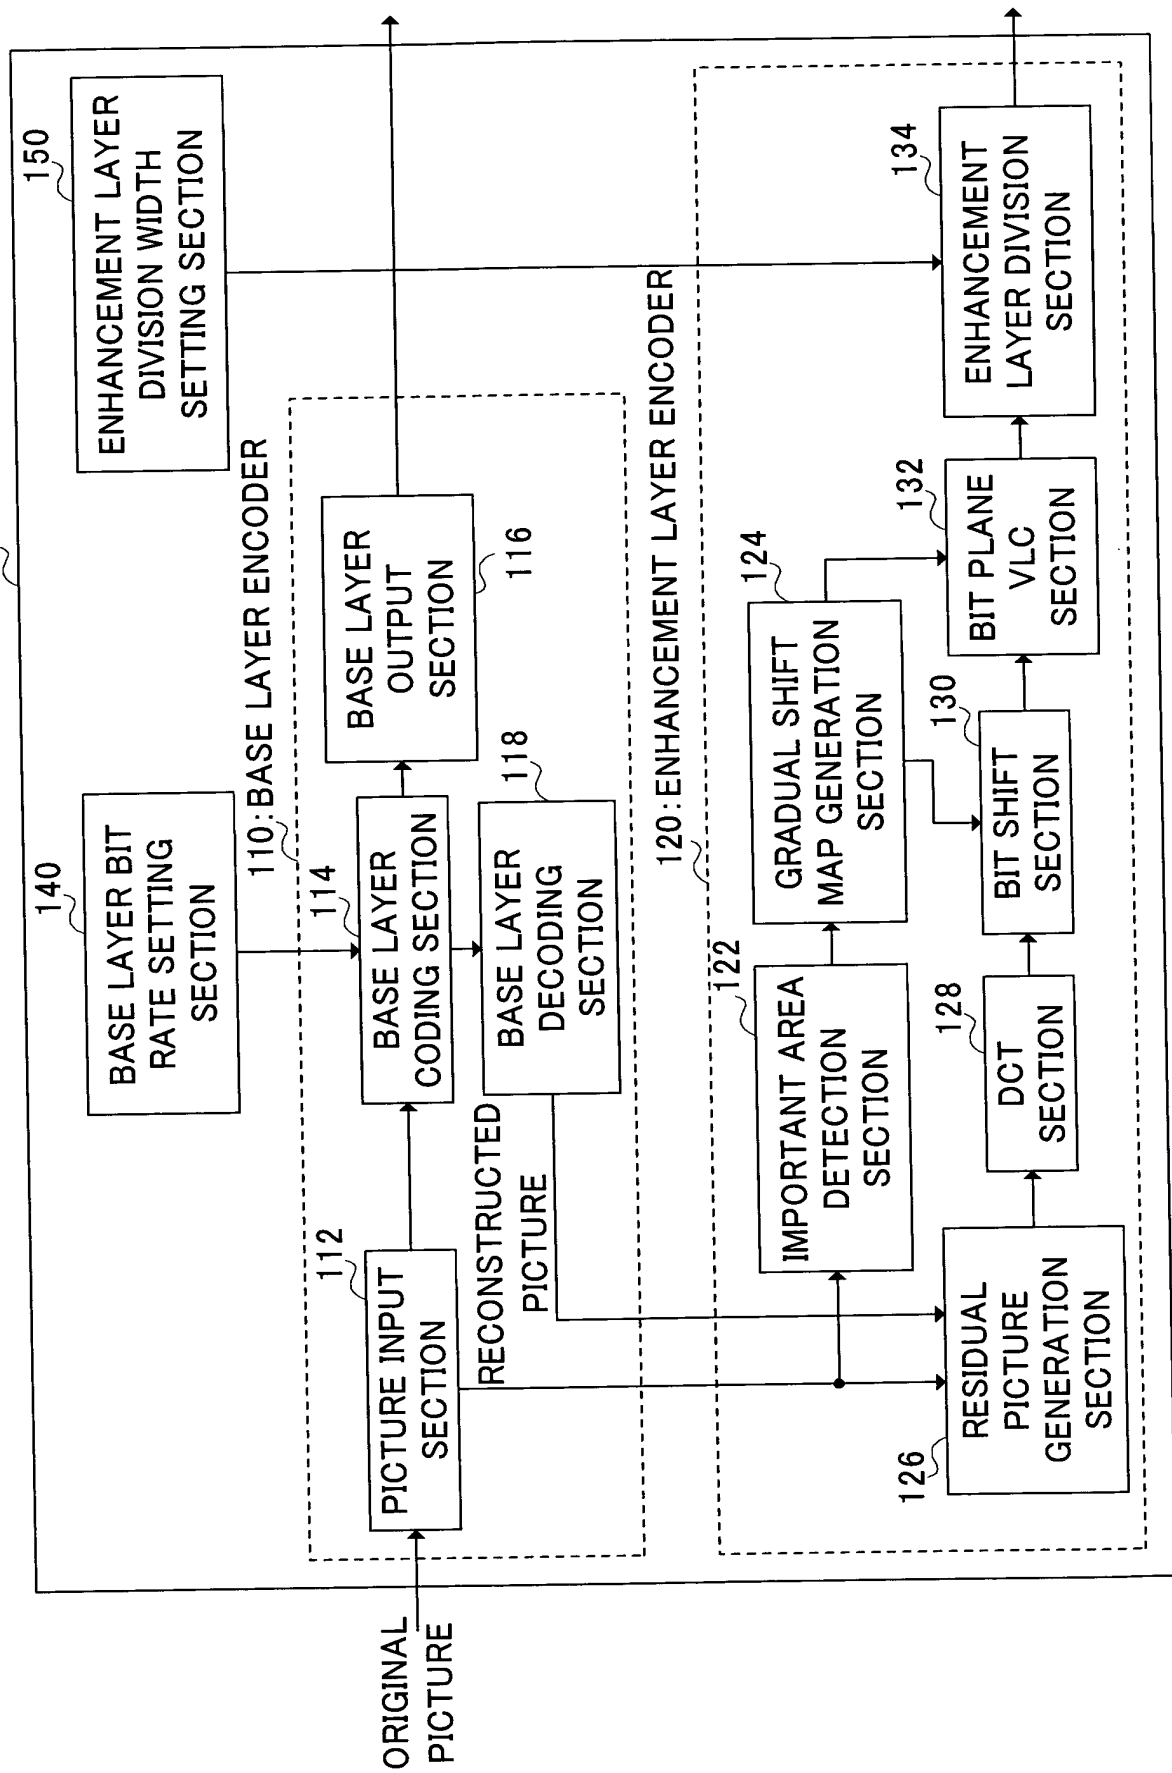 150
ENHANCEMENT LAYER
DIVISION WIDTH
SETTING SECTION
140
BASE LAYER BIT
RATE SETTING
SECTION
110:BASE LAYER ENCODER
112
PICTURE INPUT
SECTION
114
BASE LAYER
CODING SECTION
BASE LAYER
OUTPUT
SECTION
116
118
BASE LAYER
DECODING
SECTION
ORIGINAL
PICTURE
RECONSTRUCTED
PICTURE
120:ENHANCEMENT LAYER ENCODER
122
IMPORTANT AREA
DETECTION
SECTION
124
GRADUAL SHIFT
MAP GENERATION
SECTION
126
RESIDUAL
PICTURE
GENERATION
SECTION
128
DCT
SECTION
130
BIT SHIFT
SECTION
132
BIT PLANE
VLC
SECTION
134
ENHANCEMENT
LAYER DIVISION
SECTION